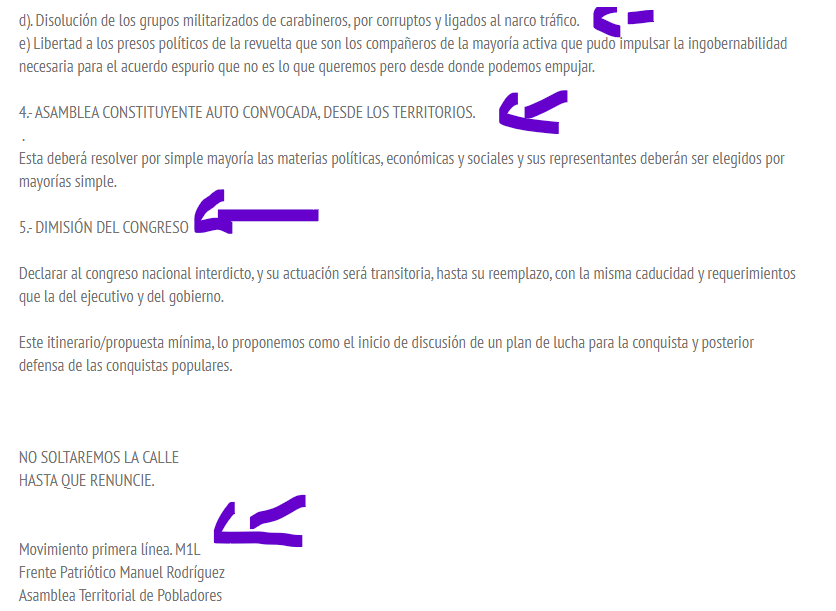 d). Disolución de los grupos militarizados de carabineros, por corruptos y ligados al narco tráfico.
e) Libertad a los presos políticos de la revuelta que son los compañeros de la mayoría activa que pudo impulsar la ingobernabilidad
necesaria para el acuerdo espurio que no es lo que queremos pero desde donde podemos empujar.
4.- ASAMBLEA CONSTITUYENTE AUTO CONVOCADA, DESDE LOS TERRITORIOS.
.
Esta deberá resolver por simple mayoría las materias políticas, económicas y sociales y sus representantes deberán ser elegidos por
mayorías simple.
5.- DIMISIÓN DEL CONGRESO
Declarar al congreso nacional interdicto, y su actuación será transitoria, hasta su reemplazo, con la misma caducidad y requerimientos
que la del ejecutivo y del gobierno.
Este itinerario/propuesta mínima, lo proponemos como el inicio de discusión de un plan de lucha para la conquista y posterior
defensa de las conquistas populares.
NO SOLTAREMOS LA CALLE
HASTA QUE RENUNCIE.
Movimiento primera línea. M1L
Frente Patriótico Manuel Rodríguez
Asamblea Territorial de Pobladores